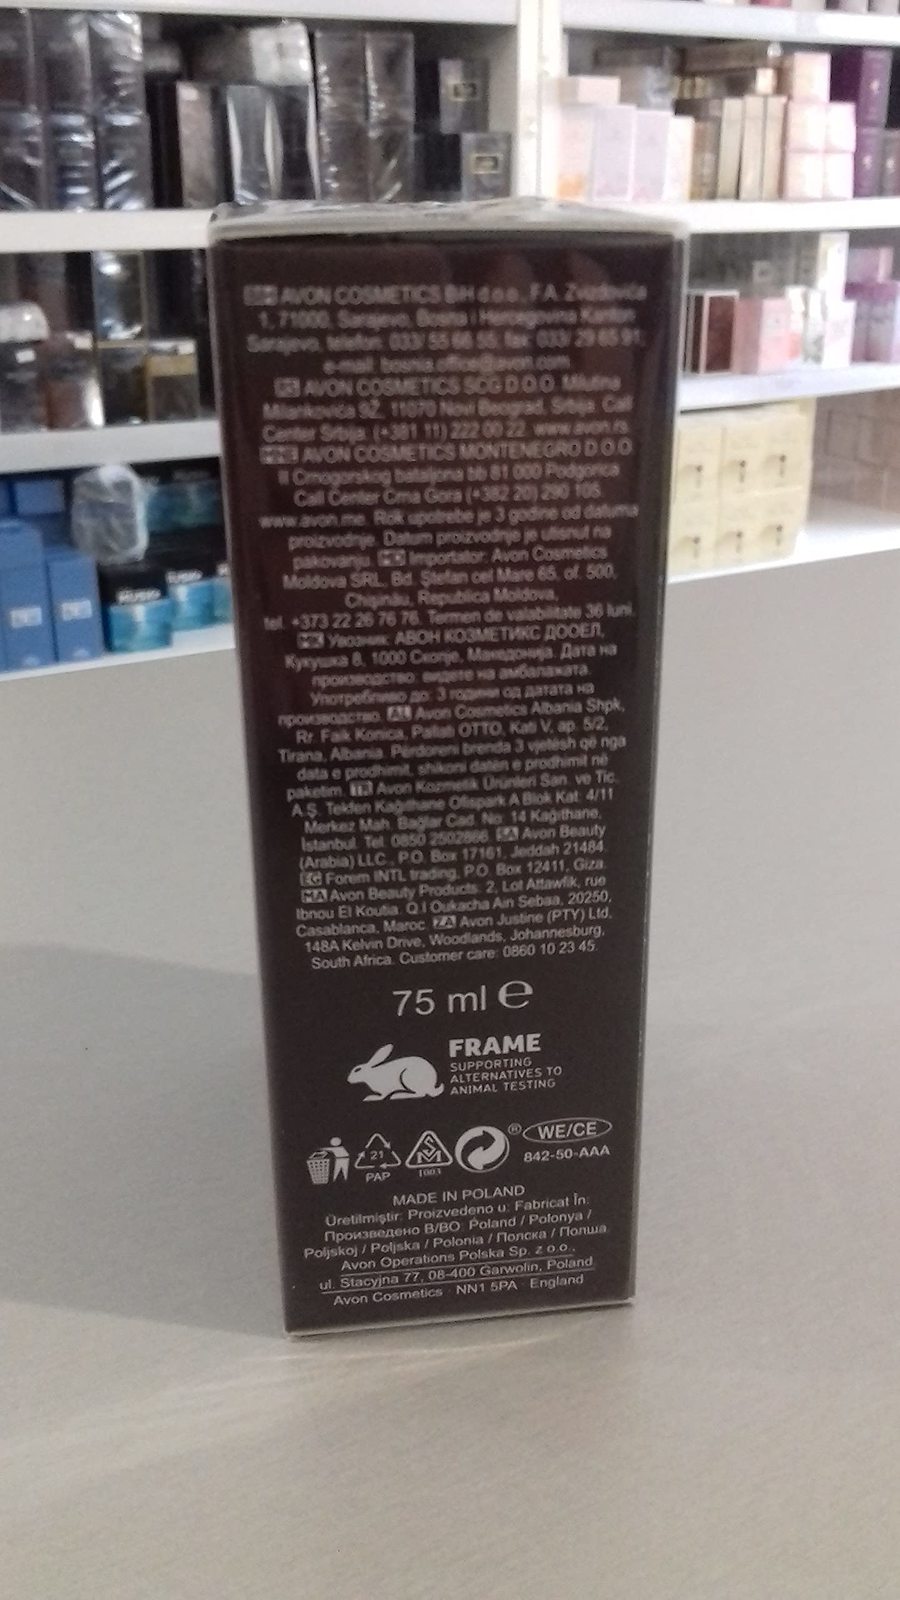 BIH AVON COSMETICS BiH d.o.o., F.A. Zvizdovića
1, 71000, Sarajevo, Bosna i Hercegovina Kanton
Sarajevo, telefon: 033/ 55 66 55, fax: 033/ 29 65 91,
e-mail: bosnia.office@avon.com
AVON COSMETICS SCG D.O.O. Milutina
Milankovića 9Ž, 11070 Novi Beograd, Srbija. Call
Center Srbija: (+381 11) 222 00 22, www.avon.rs.
MNE AVON COSMETICS MONTENEGRO D.O.O.
II Crnogorskog bataljona bb 81 000 Podgorica
Call Center Crna Gora (+382 20) 290 105
www.avon.me. Rok upotrebe je 3 godine od datuma
proizvodnje. Datum proizvodnje je utisnut na
pakovanju. MD Importator: Avon Cosmetics
Moldova SRL, Bd. Ştefan cel Mare 65, of. 500,
Chişinău, Republica Moldova,
tel. +373 22 26 76 76. Termen de valabilitate 36 luni
MK Увозник: АВОН КОЗМЕТИКС ДООЕЛ,
Кукушка 8, 1000 Скопје, Македонија. Дата на
производство: видете на амбалажата.
Употребливо до: 3 години од датата на
производство. AL Avon Cosmetics Albania Shpk,
Rr. Faik Konica, Pallati OTTO, Kati V, ap. 5/2,
Tirana, Albania. Përdoreni brenda 3 vjetësh që nga
data e prodhimit, shikoni datën e prodhimit në
paketim. TR Avon Kozmetik Ürünleri San. ve Tic.
A.Ş. Tekfen Kağıthane Ofispark A Blok Kat: 4/11
Merkez Mah. Bağlar Cad. No: 14 Kağıthane,
İstanbul. Tel: 0850 2502866. SA Avon Beauty
(Arabia) LLC., P.O. Box 17161, Jeddah 21484.
EG Forem INTL trading, P.O. Box 12411, Giza.
MA Avon Beauty Products. 2, Lot Attawfik, rue
Ibnou El Koutia. Q.I Oukacha Ain Sebaa, 20250,
Casablanca, Maroc. ZA Avon Justine (PTY) Ltd.
148A Kelvin Drive, Woodlands, Johannesburg,
South Africa. Customer care: 0860 10 23 45.
75 ml ℮
FRAME
SUPPORTING
ALTERNATIVES TO
ANIMAL TESTING
21
PAP
SM
1003
®
WE/CE
842-50-AAA
MADE IN POLAND
Üretilmiştir: Proizvedeno u: Fabricat În:
Произведено В/ВО: Poland / Polonya /
Poljskoj / Poljska / Polonia / Полска / Полша
Avon Operations Polska Sp. z o.o.,
ul. Stacyjna 77, 08-400 Garwolin, Poland
Avon Cosmetics · NN1 5PA · England